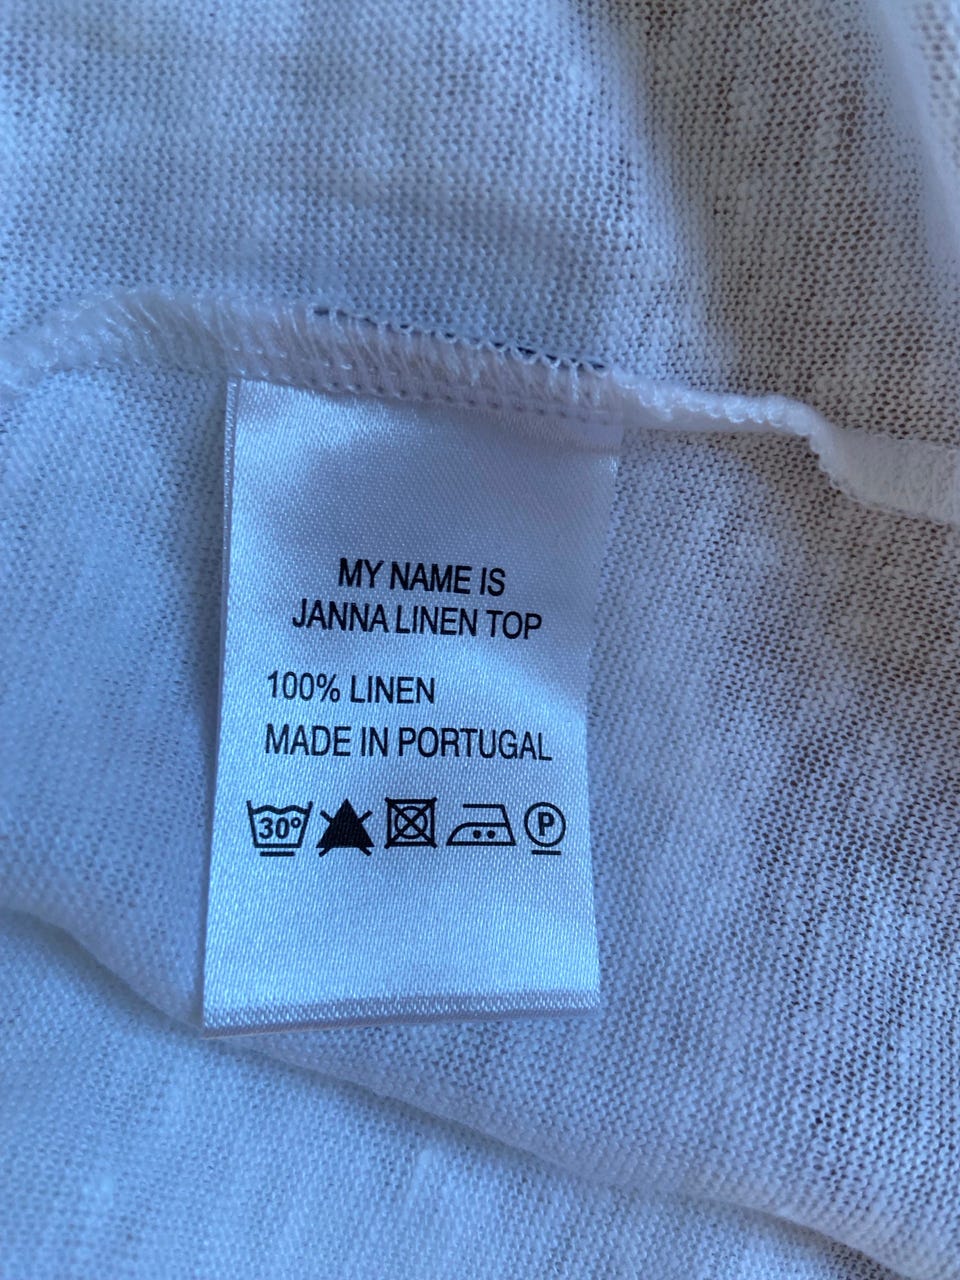 MY NAME IS
JANNA LINEN TOP
100% LINEN
MADE IN PORTUGAL
30° P